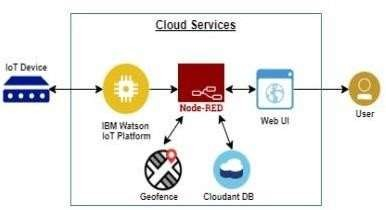 Cloud Services
IoT Device
Node-RED
IBM Watson
IoT Platform
Web UI
User
Geofence
Cloudant DB